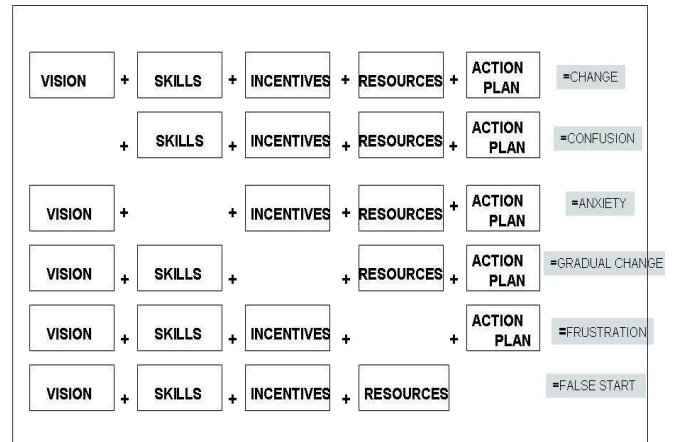 VISION + SKILLS + INCENTIVES + RESOURCES + ACTION PLAN =CHANGE
+ SKILLS + INCENTIVES + RESOURCES + ACTION PLAN =CONFUSION
VISION + + INCENTIVES + RESOURCES + ACTION PLAN =ANXIETY
VISION + SKILLS + + RESOURCES + ACTION PLAN =GRADUAL CHANGE
VISION + SKILLS + INCENTIVES + + ACTION PLAN =FRUSTRATION
VISION + SKILLS + INCENTIVES + RESOURCES =FALSE START